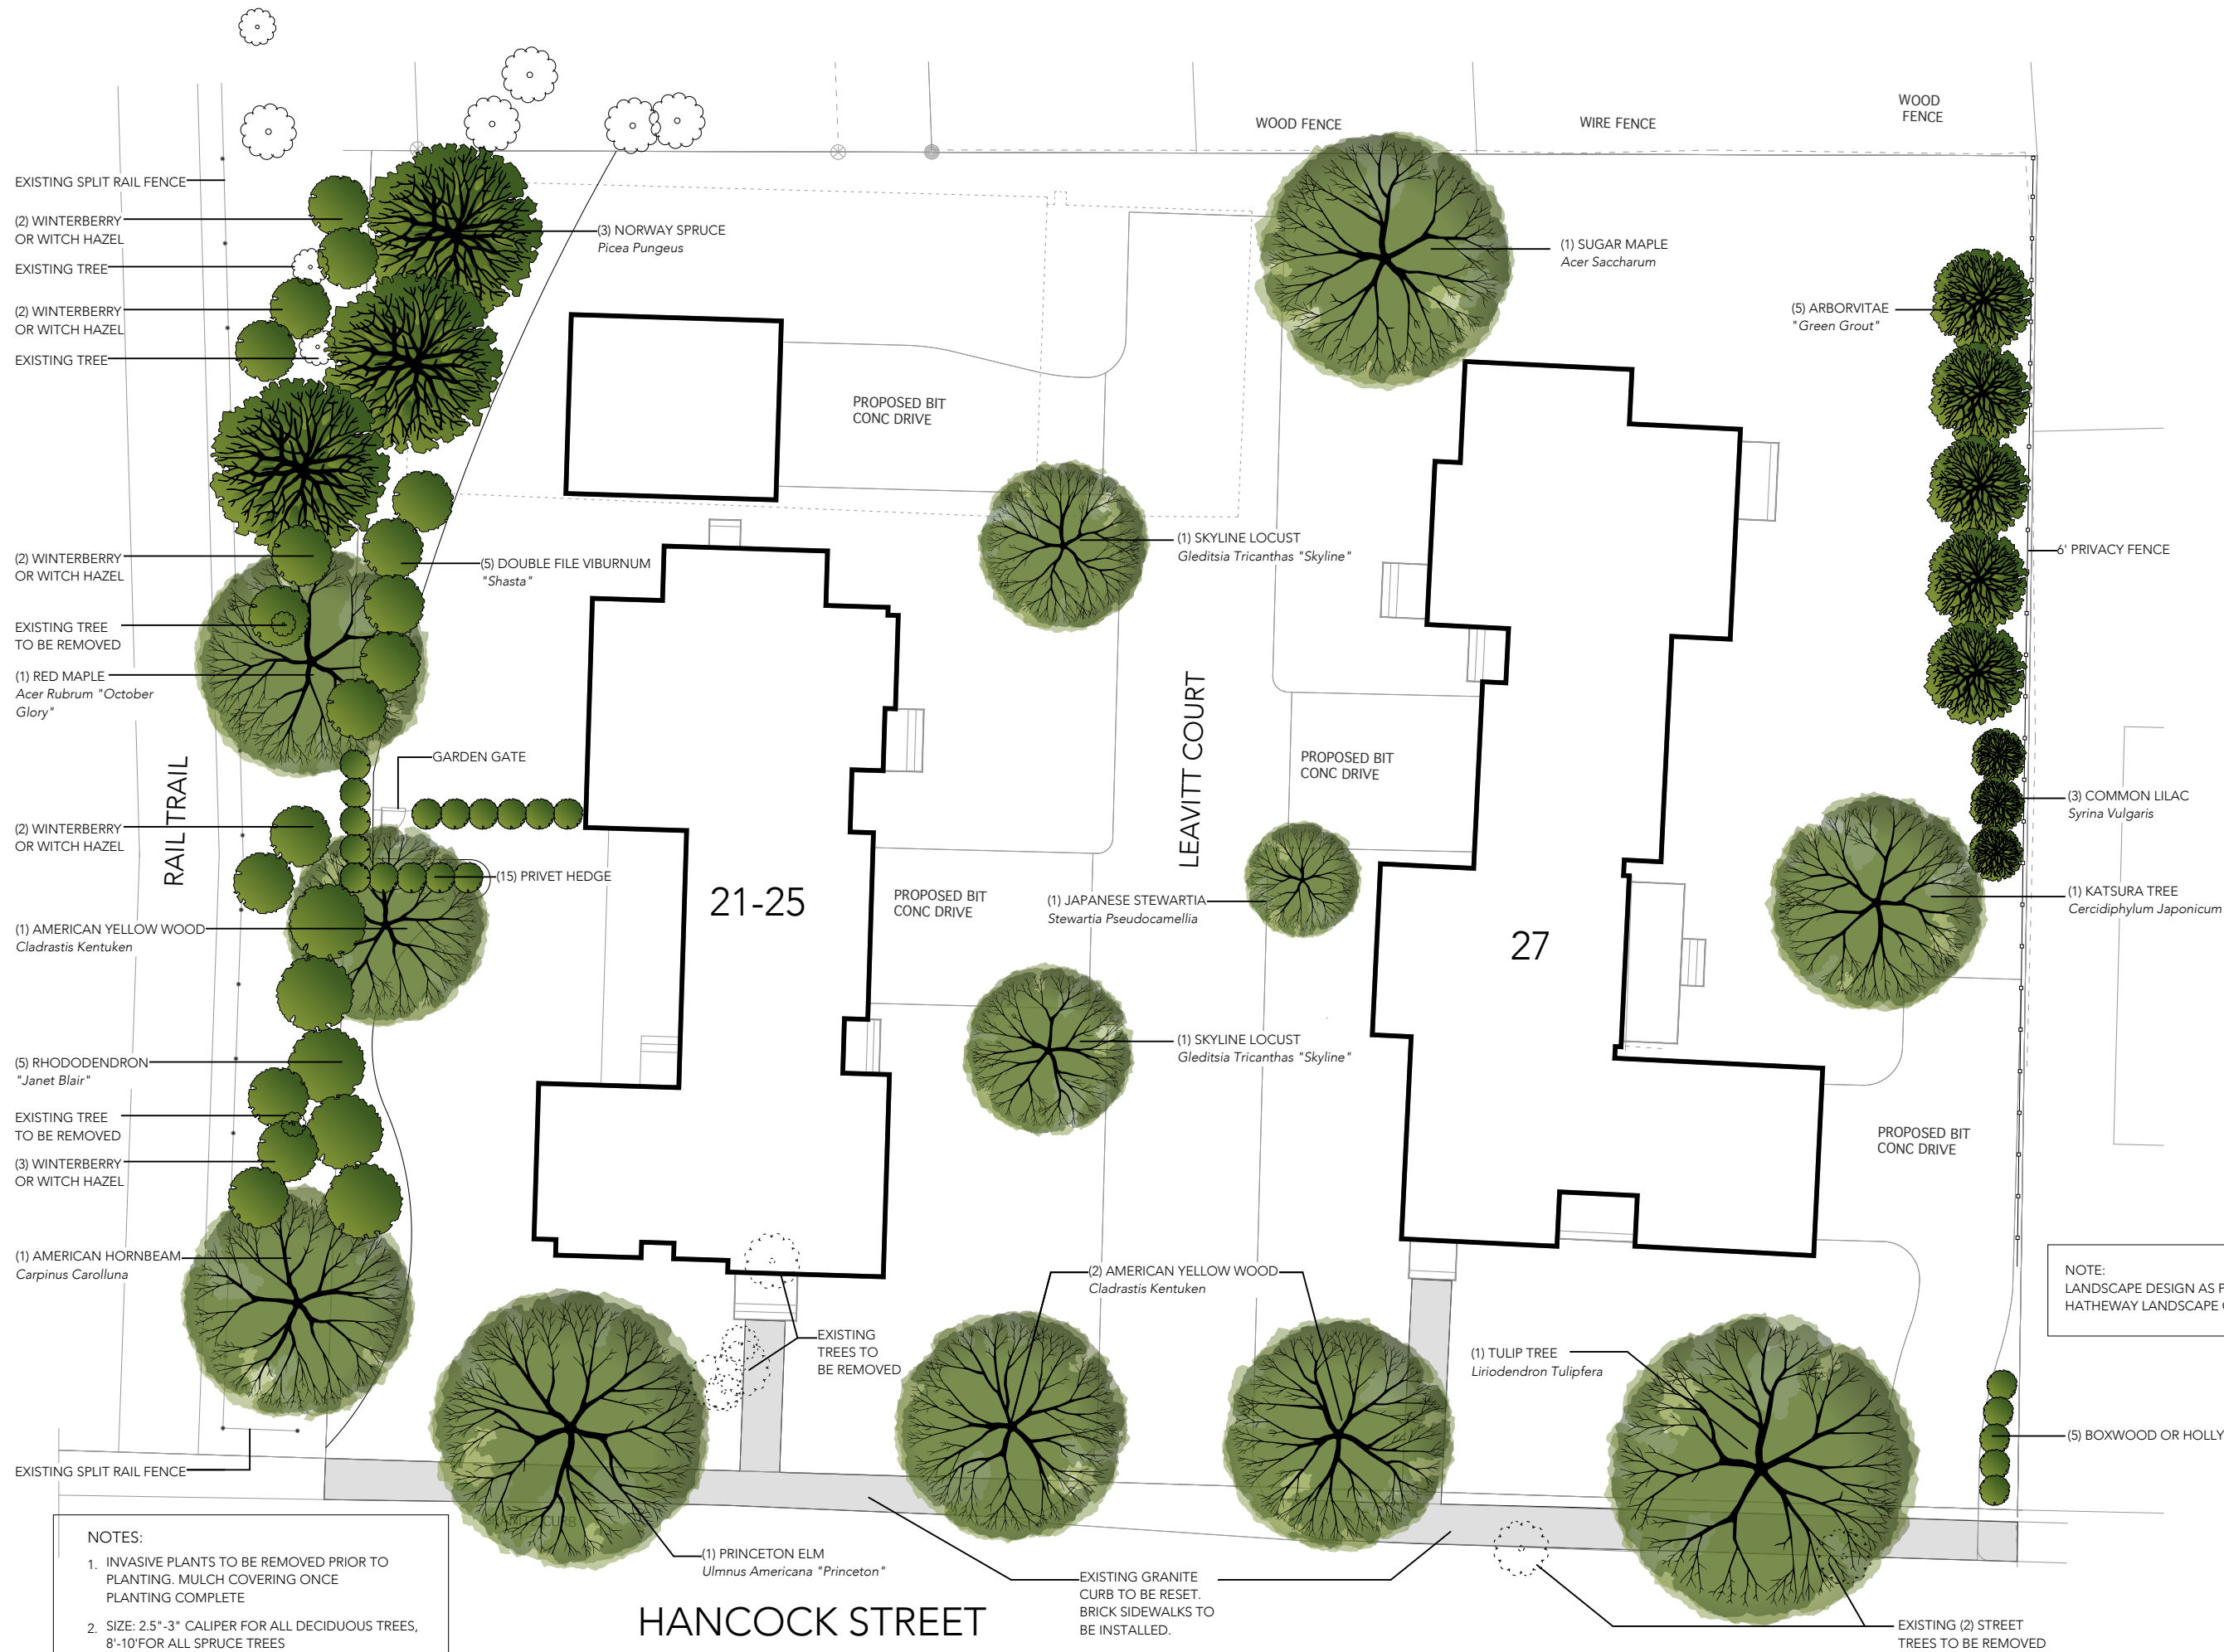 WOOD
FENCE
WOOD FENCE
WIRE FENCE
EXISTING SPLIT RAIL FENCE
(2) WINTERBERRY
OR WITCH HAZEL
EXISTING TREE
(2) WINTERBERRY
OR WITCH HAZEL
EXISTING TREE
(3) NORWAY SPRUCE
Picea Pungeus
(1) SUGAR MAPLE
Acer Saccharum
(5) ARBORVITAE
"Green Grout"
PROPOSED BIT
CONC DRIVE
(2) WINTERBERRY
OR WITCH HAZEL
(5) DOUBLE FILE VIBURNUM
"Shasta"
(1) SKYLINE LOCUST
Gleditsia Tricanthas "Skyline"
6' PRIVACY FENCE
EXISTING TREE
TO BE REMOVED
(1) RED MAPLE
Acer Rubrum "October
Glory"
GARDEN GATE
RAIL TRAIL
LEAVITT COURT
PROPOSED BIT
CONC DRIVE
(3) COMMON LILAC
Syrina Vulgaris
(2) WINTERBERRY
OR WITCH HAZEL
(15) PRIVET HEDGE
21-25
PROPOSED BIT
CONC DRIVE
(1) JAPANESE STEWARTIA
Stewartia Pseudocamellia
27
(1) KATSURA TREE
Cercidiphylum Japonicum
(1) AMERICAN YELLOW WOOD
Cladrastis Kentuken
(1) SKYLINE LOCUST
Gleditsia Tricanthas "Skyline"
(5) RHODODENDRON
"Janet Blair"
EXISTING TREE
TO BE REMOVED
(3) WINTERBERRY
OR WITCH HAZEL
PROPOSED BIT
CONC DRIVE
(1) AMERICAN HORNBEAM
Carpinus Carolluna
(2) AMERICAN YELLOW WOOD
Cladrastis Kentuken
NOTE:
LANDSCAPE DESIGN AS
HATHEWAY LANDSCAPE
EXISTING
TREES TO
BE REMOVED
(1) TULIP TREE
Liriodendron Tulipfera
(5) BOXWOOD OR HOLLY
EXISTING SPLIT RAIL FENCE
CURB
(1) PRINCETON ELM
Ulmnus Americana "Princeton"
EXISTING GRANITE
CURB TO BE RESET.
BRICK SIDEWALKS TO
BE INSTALLED.
HANCOCK STREET
EXISTING (2) STREET
TREES TO BE REMOVED
NOTES:
1. INVASIVE PLANTS TO BE REMOVED PRIOR TO
PLANTING. MULCH COVERING ONCE
PLANTING COMPLETE
2. SIZE: 2.5"-3" CALIPER FOR ALL DECIDUOUS TREES,
8'-10'FOR ALL SPRUCE TREES